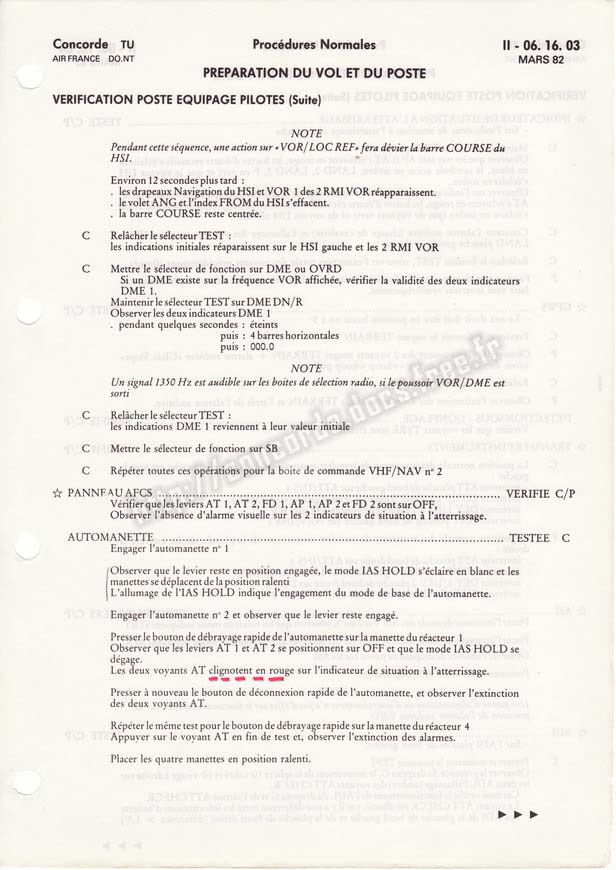 Concorde TU Procédures Normales II - 06. 16. 03
AIR FRANCE DO.NT MARS 82
PREPARATION DU VOL ET DU POSTE
VERIFICATION POSTE EQUIPAGE PILOTES (Suite)
NOTE
Pendant cette séquence, une action sur « VOR/LOC REF» fera dévier la barre COURSE du
HSI.
Environ 12 secondes plus tard :
. les drapeaux Navigation du HSI et VOR 1 des 2 RMI VOR réapparaissent.
. le volet ANG et l'index FROM du HSI s'effacent.
. la barre COURSE reste centrée.
C Relâcher le sélecteur TEST :
les indications initiales réaparaissent sur le HSI gauche et les 2 RMI VOR
C Mettre le sélecteur de fonction sur DME ou OVRD
Si un DME existe sur la fréquence VOR affichée, vérifier la validité des deux indicateurs
DME 1.
Maintenir le sélecteur TEST sur DME DN/R
Observer les deux indicateurs DME 1
. pendant quelques secondes : éteints
puis : 4 barres horizontales
puis : 000.0
NOTE
Un signal 1350 Hz est audible sur les boites de sélection radio, si le poussoir VOR/DME est
sorti
C Relâcher le sélecteur TEST :
les indications DME 1 reviennent à leur valeur initiale
C Mettre le sélecteur de fonction sur SB
C Répéter toutes ces opérations pour la boite de commande VHF/NAV n° 2
☆ PANNEAU AFCS ........ VERIFIE C/P
Vérifier que les leviers AT 1, AT 2, FD 1, AP 1, AP 2 et FD 2 sont sur OFF,
Observer l'absence d'alarme visuelle sur les 2 indicateurs de situation à l'atterrissage.
AUTOMANETTE ........ TESTEE C
Engager l'automanette n° 1
Observer que le levier reste en position engagée, le mode IAS HOLD s'éclaire en blanc et les
manettes se déplacent de la position ralenti
L'allumage de l'IAS HOLD indique l'engagement du mode de base de l'automanette.
Engager l'automanette n° 2 et observer que le levier reste engagé.
Presser le bouton de débrayage rapide de l'automanette sur la manette du réacteur 1
Observer que les leviers AT 1 et AT 2 se positionnent sur OFF et que le mode IAS HOLD se
dégage.
Les deux voyants AT clignotent en rouge sur l'indicateur de situation à l'atterrissage.
Presser à nouveau le bouton de déconnexion rapide de l'automanette, et observer l'extinction
des deux voyants AT.
Répéter le même test pour le bouton de débrayage rapide sur la manette du réacteur 4
Appuyer sur le voyant AT en fin de test et, observer l'extinction des alarmes.
Placer les quatre manettes en position ralenti.
http://concorde.docs.free.fr